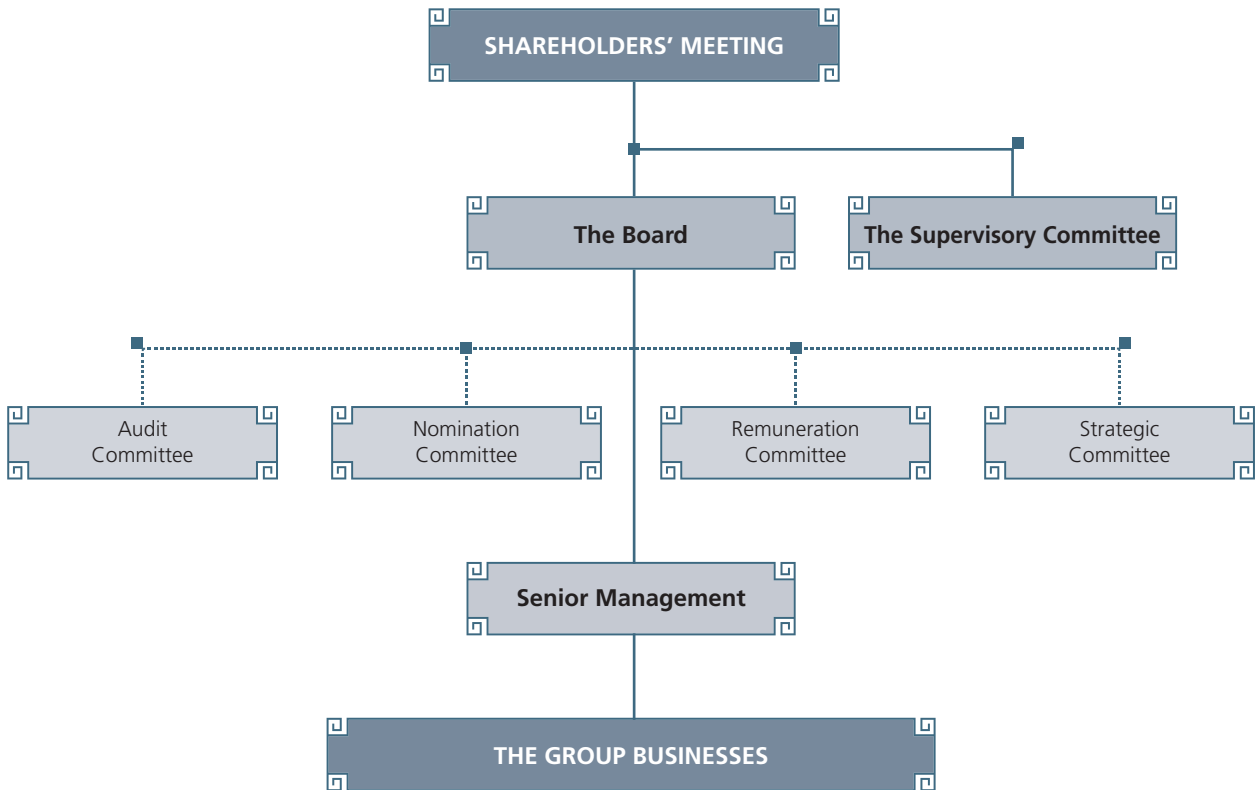 SHAREHOLDERS’ MEETING
The Board
The Supervisory Committee
Audit
Committee
Nomination
Committee
Remuneration
Committee
Strategic
Committee
Senior Management
THE GROUP BUSINESSES